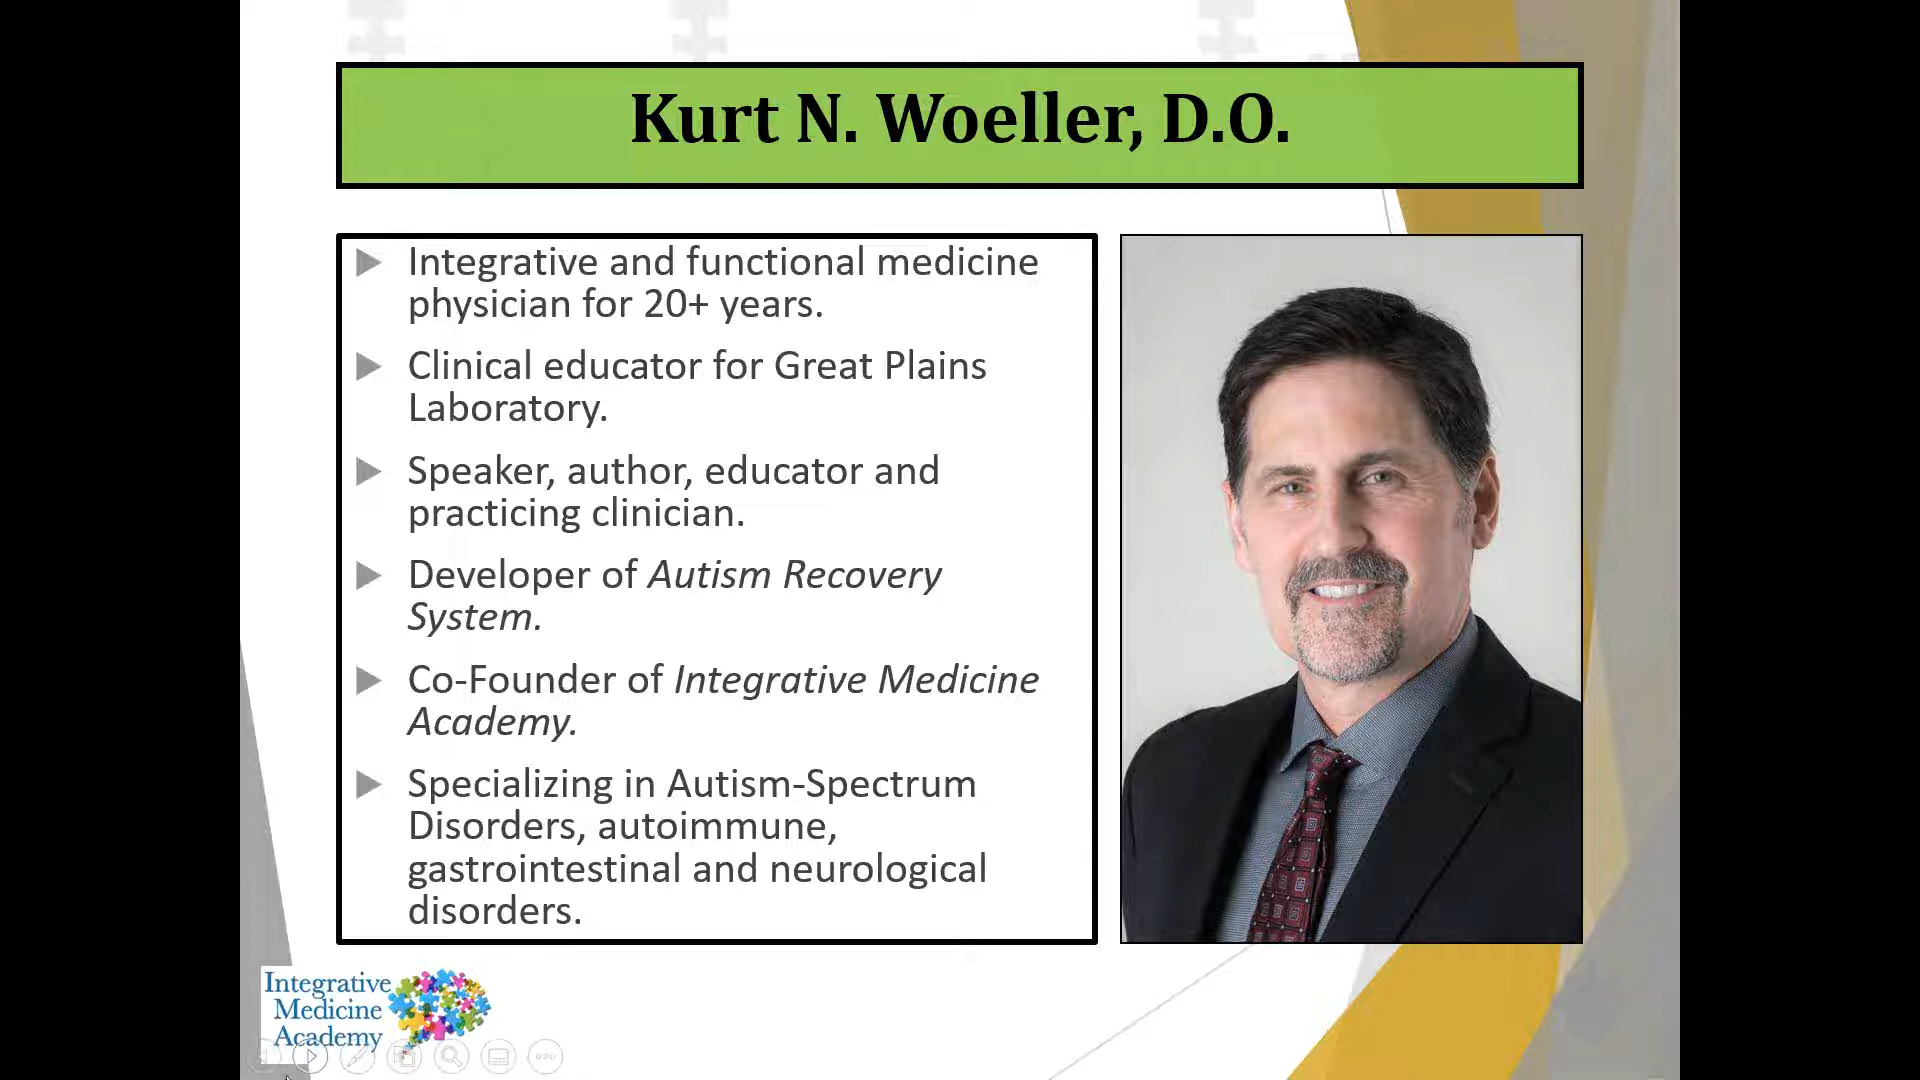 Kurt N. Woeller, D.O.
Integrative and functional medicine
physician for 20+ years.
Clinical educator for Great Plains
Laboratory.
Speaker, author, educator and
practicing clinician.
Developer of Autism Recovery
System.
Co-Founder of Integrative Medicine
Academy.
Specializing in Autism-Spectrum
Disorders, autoimmune,
gastrointestinal and neurological
disorders.
Integrative
Medicine
Academy